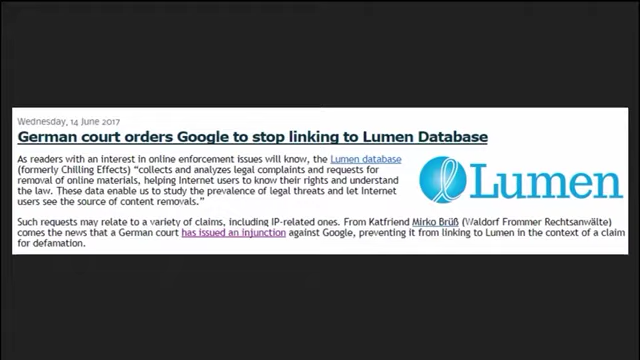 Wednesday, 14 June 2017
German court orders Google to stop linking to Lumen Database
As readers with an interest in online enforcement issues will know, the Lumen database
(formerly Chilling Effects) “collects and analyzes legal complaints and requests for
removal of online materials, helping Internet users to know their rights and understand
the law. These data enable us to study the prevalence of legal threats and let Internet
users see the source of content removals.”
Lumen
Such requests may relate to a variety of claims, including IP-related ones. From Katfriend Mirko Brüß (Waldorf Frommer Rechtsanwälte)
comes the news that a German court has issued an injunction against Google, preventing it from linking to Lumen in the context of a claim
for defamation.